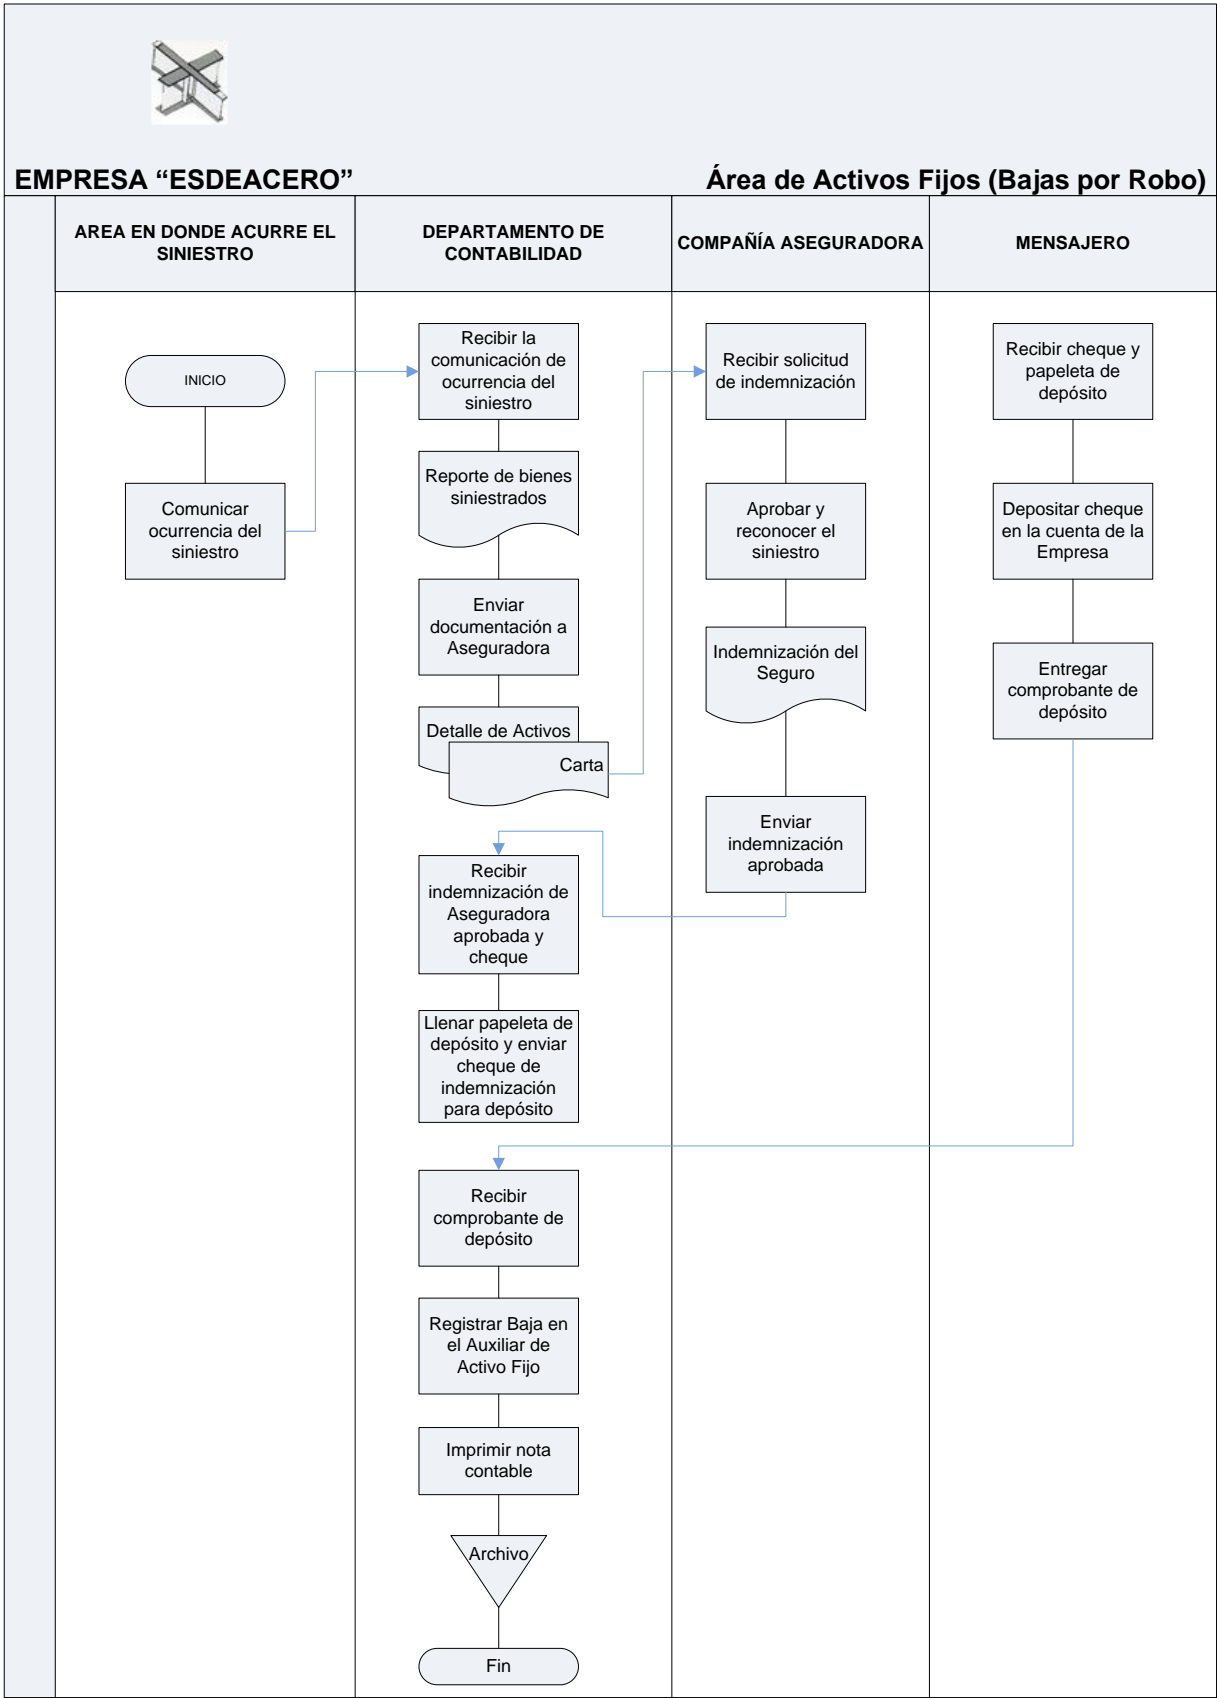 EMPRESA “ESDEACERO”
Área de Activos Fijos (Bajas por Robo)
AREA EN DONDE ACURRE EL
SINIESTRO
DEPARTAMENTO DE
CONTABILIDAD
COMPAÑÍA ASEGURADORA
MENSAJERO
INICIO
Comunicar
ocurrencia del
siniestro
Recibir la
comunicación de
ocurrencia del
siniestro
Reporte de bienes
siniestrados
Enviar
documentación a
Aseguradora
Detalle de Activos
Carta
Recibir solicitud
de indemnización
Aprobar y
reconocer el
siniestro
Indemnización del
Seguro
Enviar
indemnización
aprobada
Recibir
indemnización de
Aseguradora
aprobada y
cheque
Llenar papeleta de
depósito y enviar
cheque de
indemnización
para depósito
Recibir cheque y
papeleta de
depósito
Depositar cheque
en la cuenta de la
Empresa
Entregar
comprobante de
depósito
Recibir
comprobante de
depósito
Registrar Baja en
el Auxiliar de
Activo Fijo
Imprimir nota
contable
Archivo
Fin